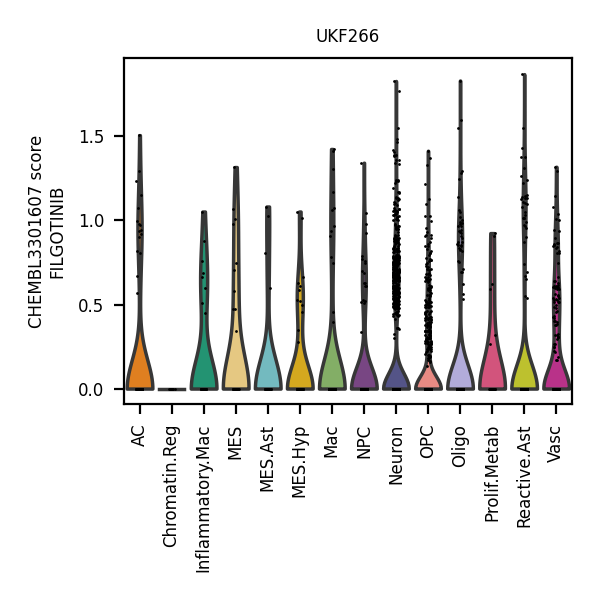 UKF266
CHEMBL3301607 score
FILGOTINIB
1.5
1.0
0.5
0.0
AC
Chromatin.Reg
Inflammatory.Mac
MES
MES.Ast
MES.Hyp
Mac
NPC
Neuron
OPC
Oligo
Prolif.Metab
Reactive.Ast
Vasc